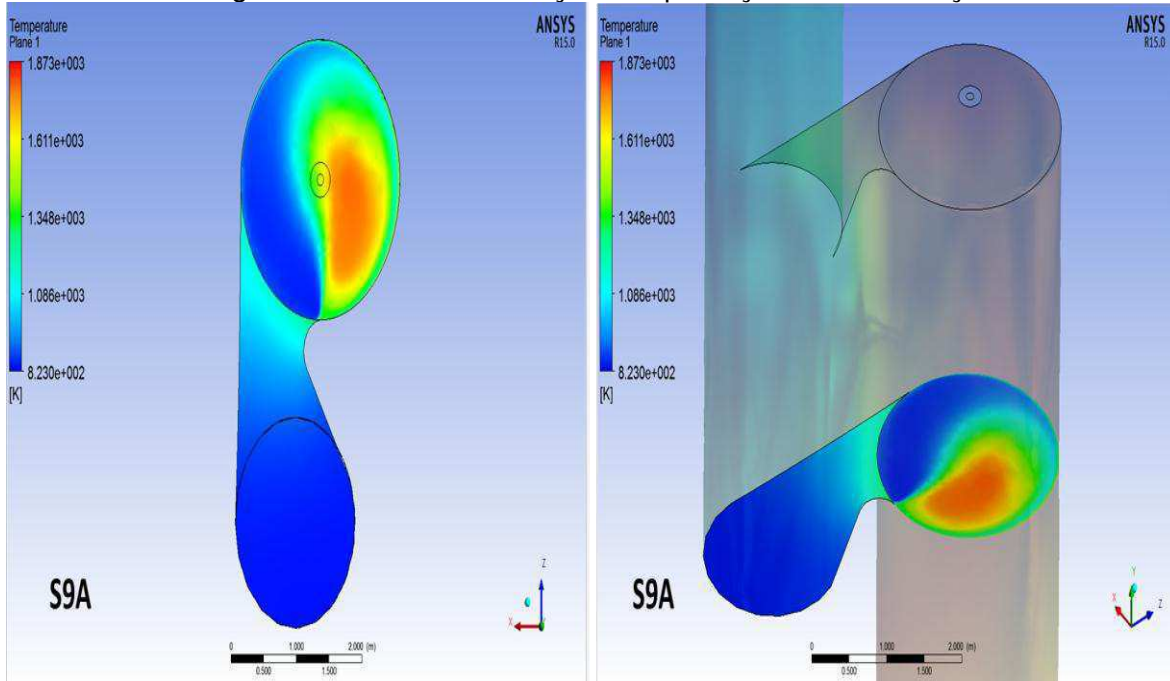 Temperature
Plane 1
ANSYS
R15.0
1.873e+003
1.611e+003
1.348e+003
1.086e+003
8.230e+002
[K]
S9A
Z
X
0 1.000 2.000 (m)
0.500 1.500
Temperature
Plane 1
ANSYS
R15.0
1.873e+003
1.611e+003
1.348e+003
1.086e+003
8.230e+002
[K]
S9A
Y
X
Z
0 1.000 2.000 (m)
0.500 1.500